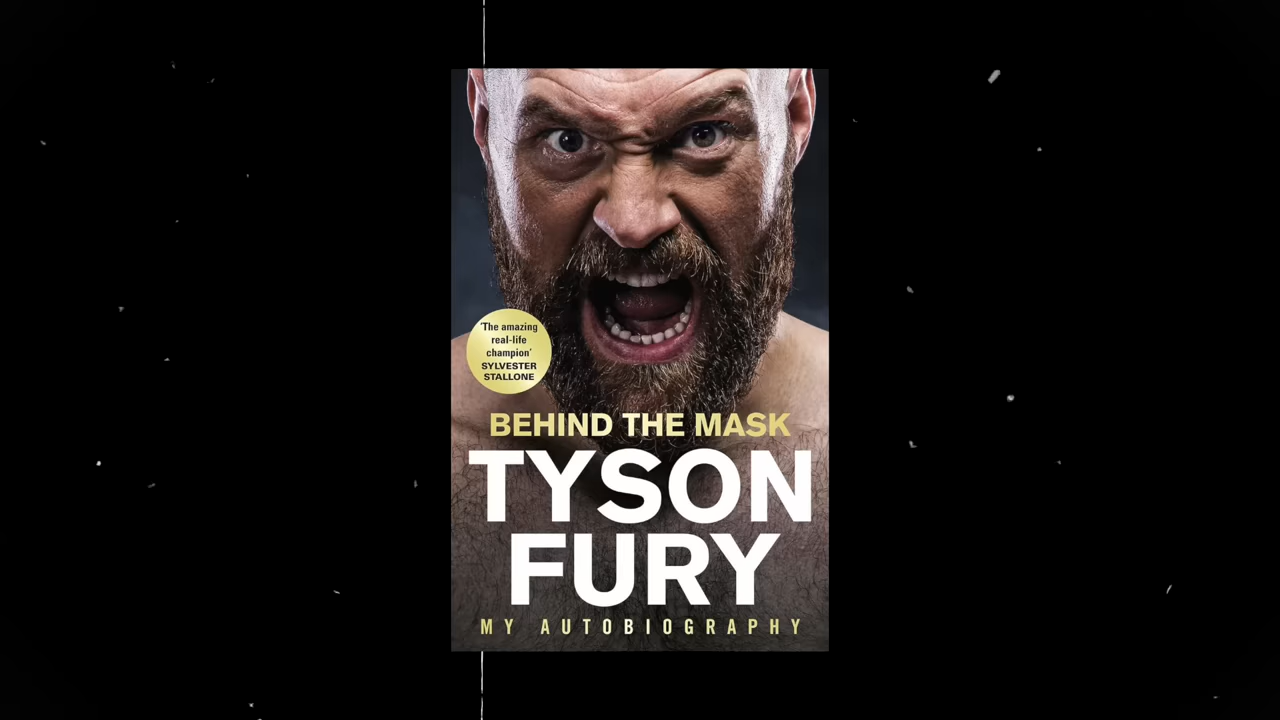 'The amazing
real-life
champion'
SYLVESTER
STALLONE
BEHIND THE MASK
TYSON
FURY
MY AUTOBIOGRAPHY